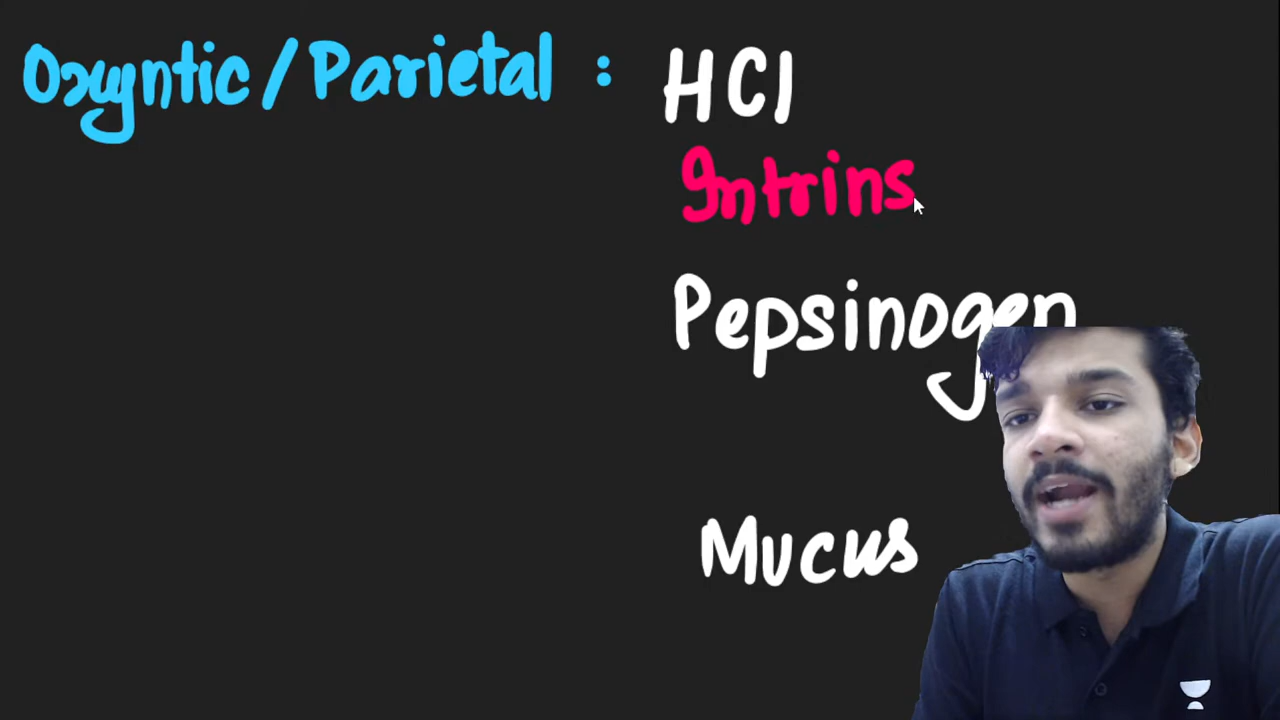 Oxyntic / Parietal : HCl
Intrins
Pepsinogen
Mucus